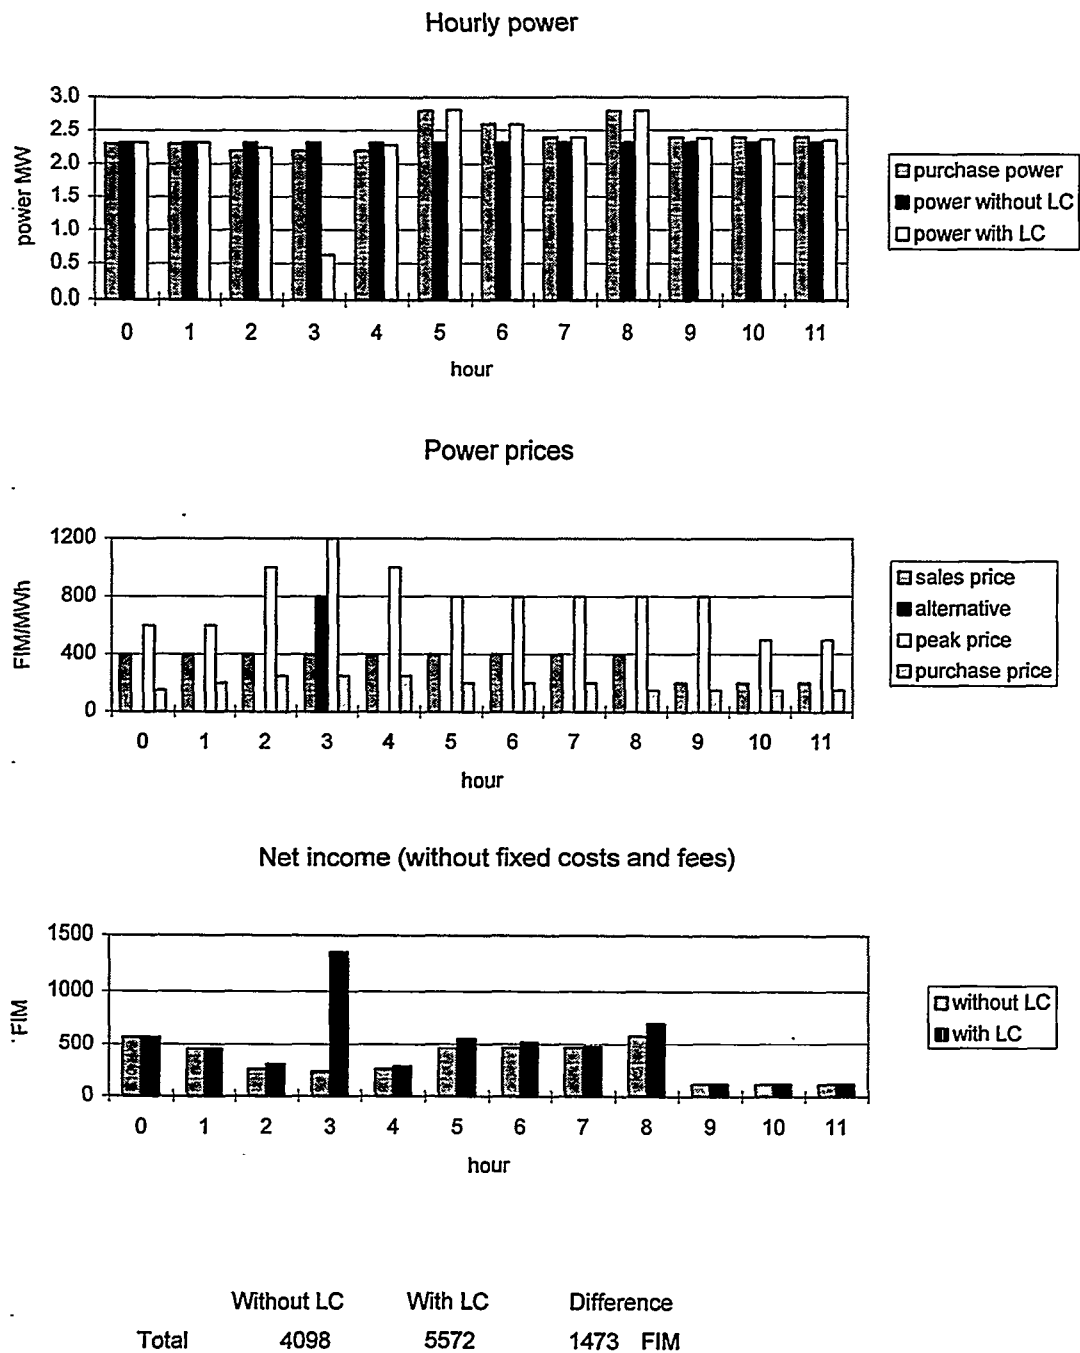 Hourly power
3.0
2.5
2.0
1.5
1.0
0.5
0.0
power MW
0 1 2 3 4 5 6 7 8 9 10 11
hour
purchase power
power without LC
power with LC
Power prices
1200
800
400
0
FIM/MWh
0 1 2 3 4 5 6 7 8 9 10 11
hour
sales price
alternative
peak price
purchase price
Net income (without fixed costs and fees)
1500
1000
500
0
FIM
0 1 2 3 4 5 6 7 8 9 10 11
hour
without LC
with LC
Without LC With LC Difference
Total 4098 5572 1473 FIM